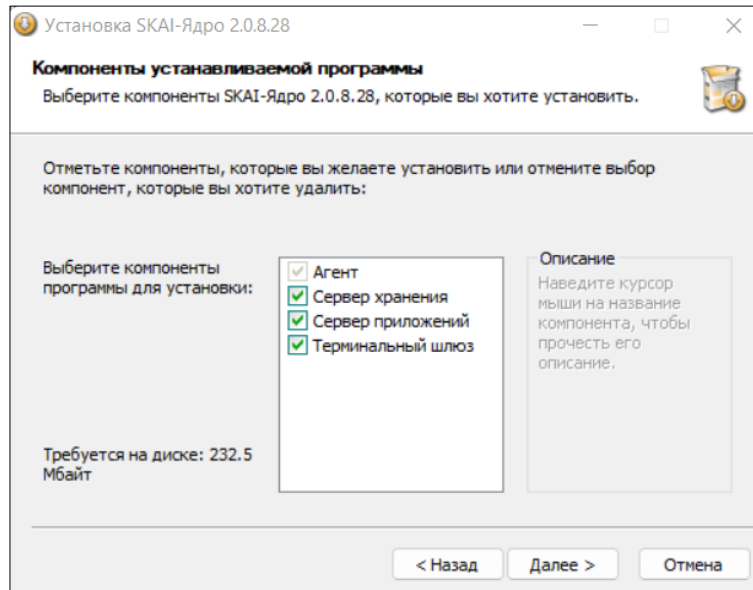 Установка SKAI-Ядро 2.0.8.28
Компоненты устанавливаемой программы
Выберите компоненты SKAI-Ядро 2.0.8.28, которые вы хотите установить.
Отметьте компоненты, которые вы желаете установить или отмените выбор
компонент, которые вы хотите удалить:
Выберите компоненты
программы для установки:
Агент
Сервер хранения
Сервер приложений
Терминальный шлюз
Описание
Наведите курсор
мыши на название
компонента, чтобы
прочесть его
описание.
Требуется на диске: 232.5
Мбайт
< Назад
Далее >
Отмена